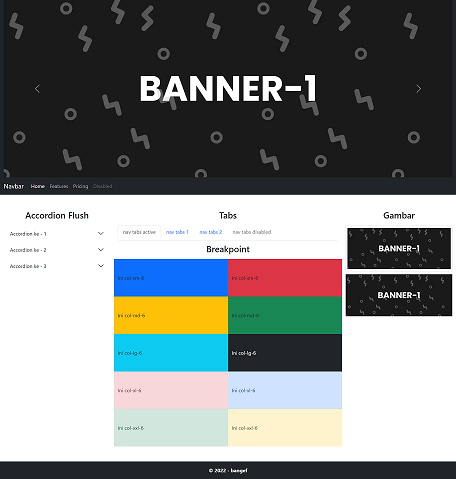 BANNER-1
Navbar Home Features Pricing Disabled
Accordion Flush
Accordion ke - 1
Accordion ke - 2
Accordion ke - 3
Tabs
nav tabs active nav tabs 1 nav tabs 2 nav tabs disabled
Breakpoint
Ini col-sm-6 Ini col-sm-6
Ini col-md-6 Ini col-md-6
Ini col-lg-6 Ini col-lg-6
Ini col-xl-6 Ini col-xl-6
Ini col-xxl-6 Ini col-xxl-6
Gambar
BANNER-1
BANNER-1
© 2022 - bangef